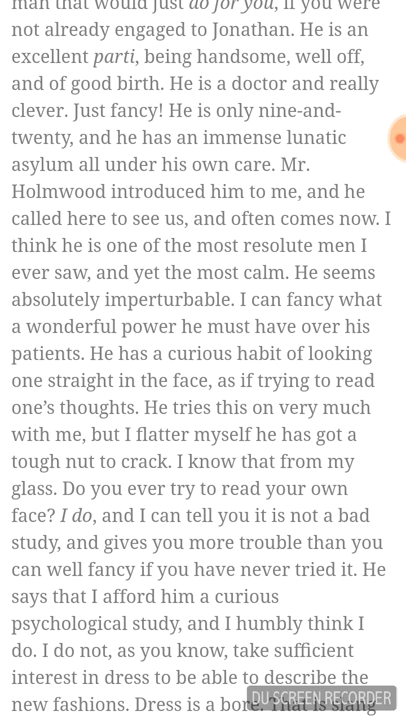 man that would just do for you, if you were
not already engaged to Jonathan. He is an
excellent parti, being handsome, well off,
and of good birth. He is a doctor and really
clever. Just fancy! He is only nine-and-
twenty, and he has an immense lunatic
asylum all under his own care. Mr.
Holmwood introduced him to me, and he
called here to see us, and often comes now. I
think he is one of the most resolute men I
ever saw, and yet the most calm. He seems
absolutely imperturbable. I can fancy what
a wonderful power he must have over his
patients. He has a curious habit of looking
one straight in the face, as if trying to read
one’s thoughts. He tries this on very much
with me, but I flatter myself he has got a
tough nut to crack. I know that from my
glass. Do you ever try to read your own
face? I do, and I can tell you it is not a bad
study, and gives you more trouble than you
can well fancy if you have never tried it. He
says that I afford him a curious
psychological study, and I humbly think I
do. I do not, as you know, take sufficient
interest in dress to be able to describe the
new fashions. Dress is a bore. That is slang
DU SCREEN RECORDER